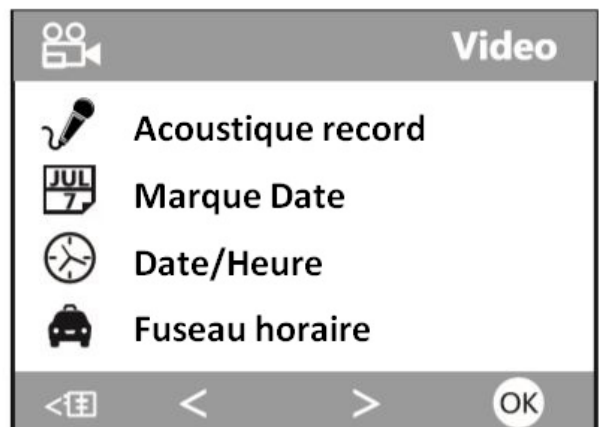 Video
Acoustique record
JUL
7
Marque Date
Date/Heure
Fuseau horaire
< > OK